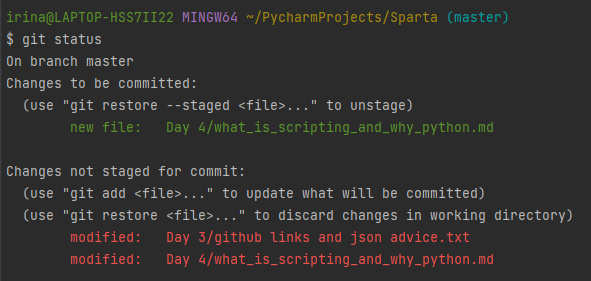 irina@LAPTOP-HSS7II22 MINGW64 ~/PycharmProjects/Sparta (master)
$ git status
On branch master
Changes to be committed:
  (use "git restore --staged <file>..." to unstage)
        new file:   Day 4/what_is_scripting_and_why_python.md

Changes not staged for commit:
  (use "git add <file>..." to update what will be committed)
  (use "git restore <file>..." to discard changes in working directory)
        modified:   Day 3/github links and json advice.txt
        modified:   Day 4/what_is_scripting_and_why_python.md